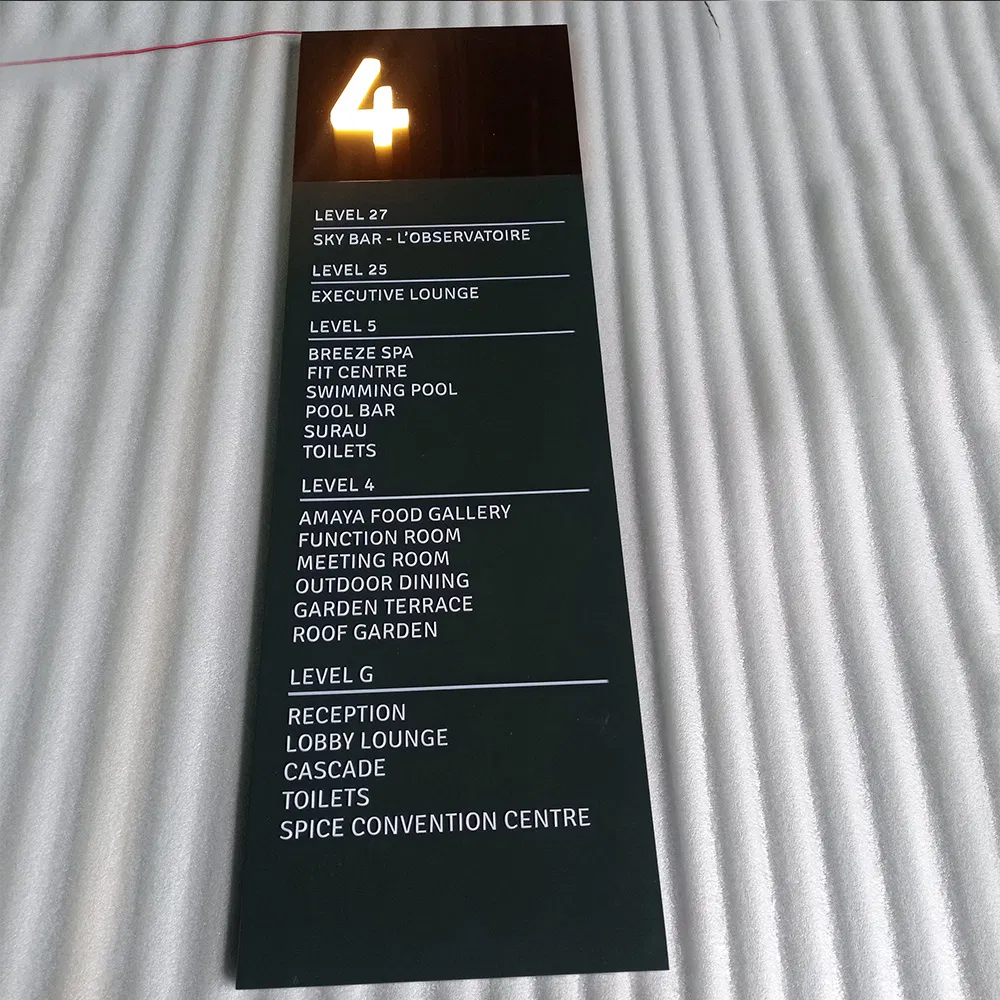 4
LEVEL 27
SKY BAR - L'OBSERVATOIRE
LEVEL 25
EXECUTIVE LOUNGE
LEVEL 5
BREEZE SPA
FIT CENTRE
SWIMMING POOL
POOL BAR
SURAU
TOILETS
LEVEL 4
AMAYA FOOD GALLERY
FUNCTION ROOM
MEETING ROOM
OUTDOOR DINING
GARDEN TERRACE
ROOF GARDEN
LEVEL G
RECEPTION
LOBBY LOUNGE
CASCADE
TOILETS
SPICE CONVENTION CENTRE